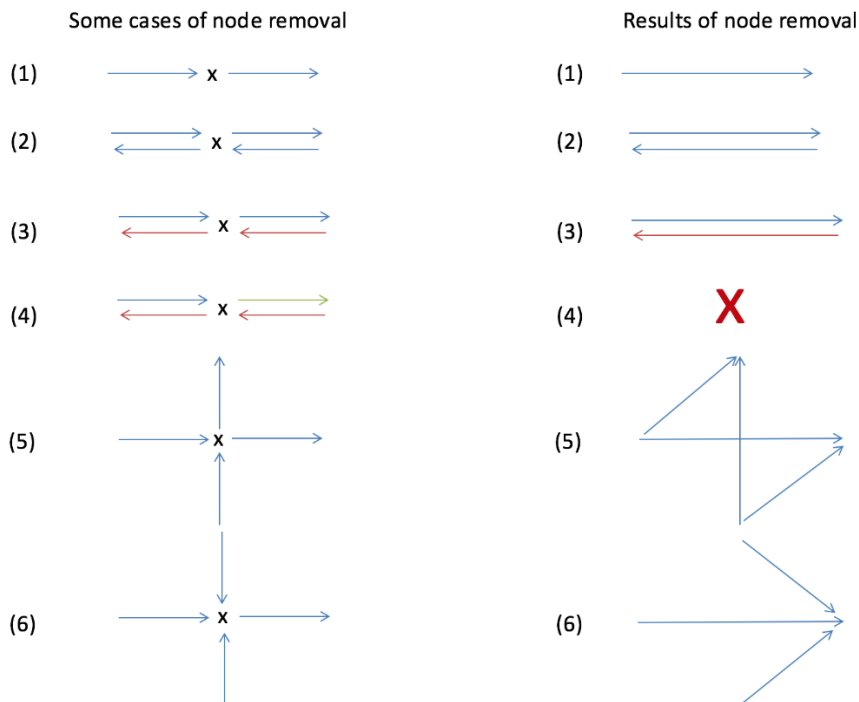 Some cases of node removal
Results of node removal
(1) x
(1)
(2) x
(2)
(3) x
(3)
(4) x
(4) X
(5) x
(5)
(6) x
(6)